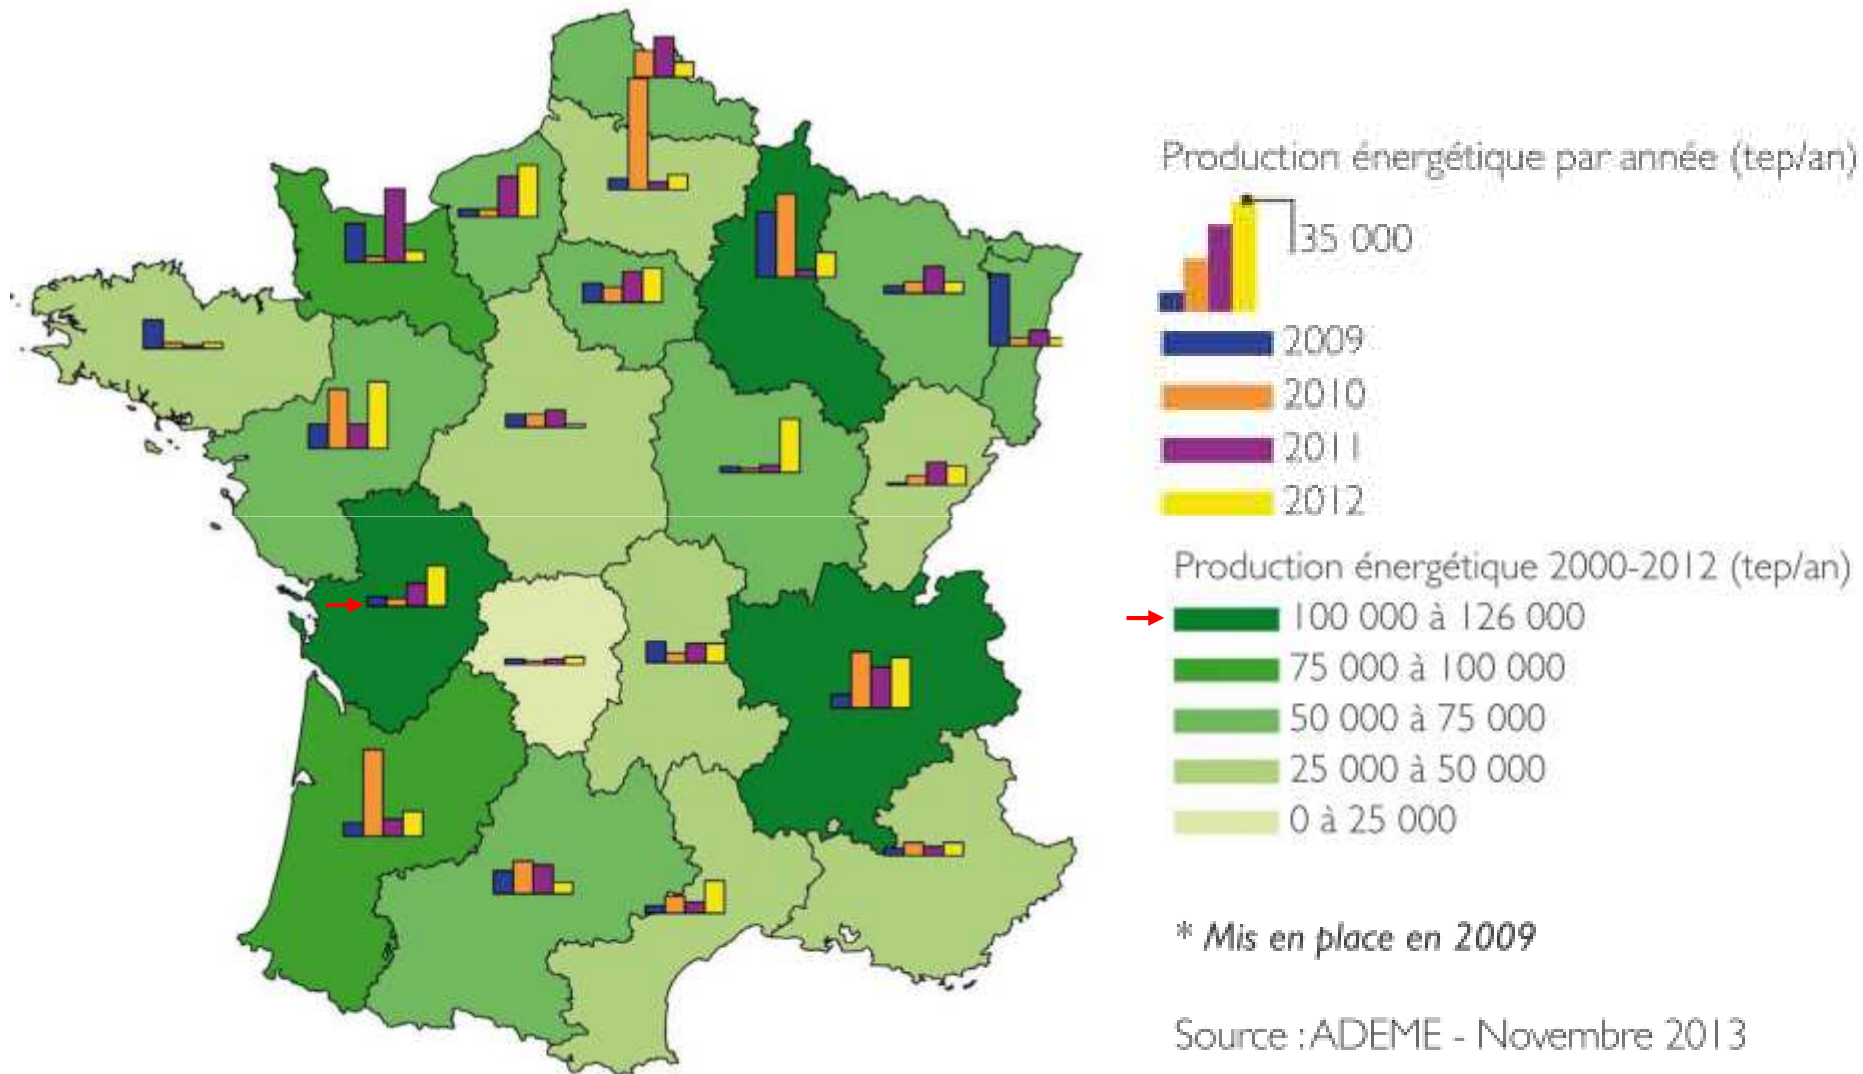 Production énergétique par année (tep/an)
35 000
2009
2010
2011
2012
Production énergétique 2000-2012 (tep/an)
100 000 à 126 000
75 000 à 100 000
50 000 à 75 000
25 000 à 50 000
0 à 25 000
* Mis en place en 2009
Source : ADEME - Novembre 2013